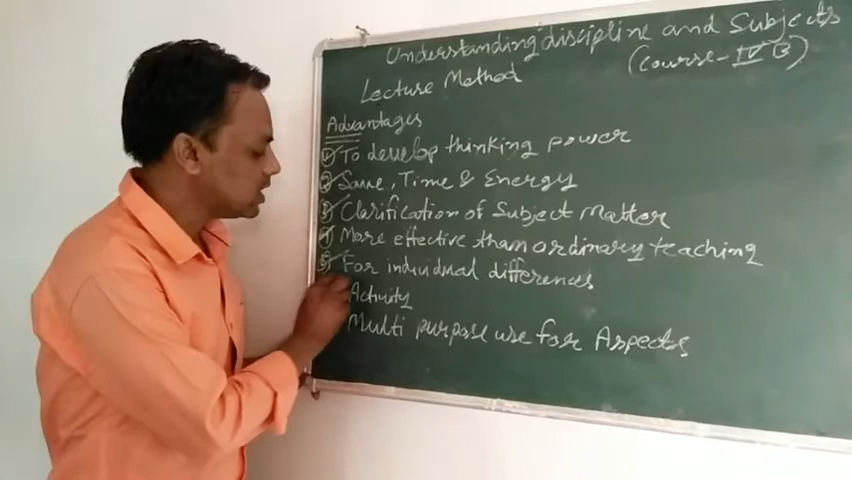 Understanding discipline and Subjects
(Course-IV B)
Lecture Method
Advantages
① To develop thinking power
② Same, Time & Energy
③ Clarification of Subject Matter
④ More effective than ordinary teaching
⑤ For individual differences
Activity
Multi purpose use for Aspects